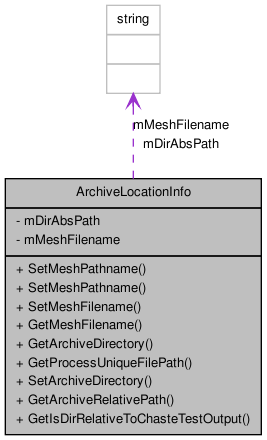 string
mMeshFilename
mDirAbsPath
ArchiveLocationInfo
- mDirAbsPath
- mMeshFilename
+ SetMeshPathname()
+ SetMeshPathname()
+ SetMeshFilename()
+ GetMeshFilename()
+ GetArchiveDirectory()
+ GetProcessUniqueFilePath()
+ SetArchiveDirectory()
+ GetArchiveRelativePath()
+ GetIsDirRelativeToChasteTestOutput()